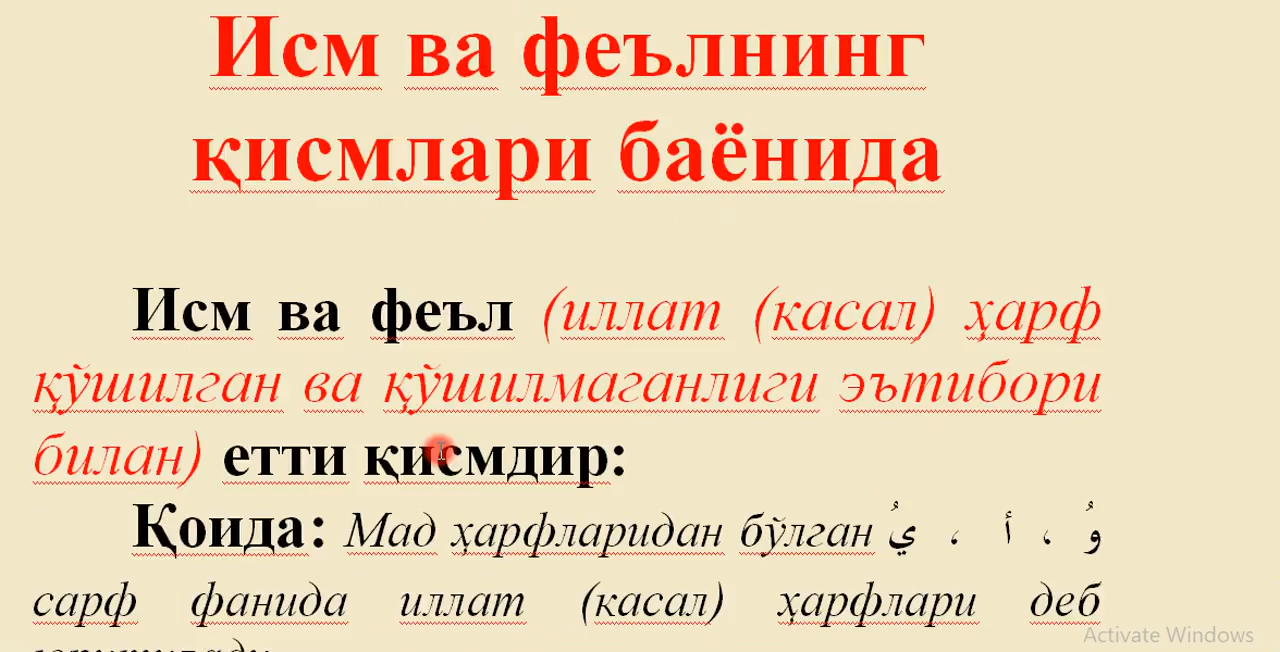 Исм ва феълнинг
қисмлари баёнида
Исм ва феъл (иллат (касал) ҳарф
қўшилган ва қўшилмаганлиги эътибори
билан) етти қисмдир:
Қоида: Мад ҳарфларидан бўлган وُ ، أ ، يُ
сарф фанида иллат (касал) ҳарфлари деб
Activate Windows